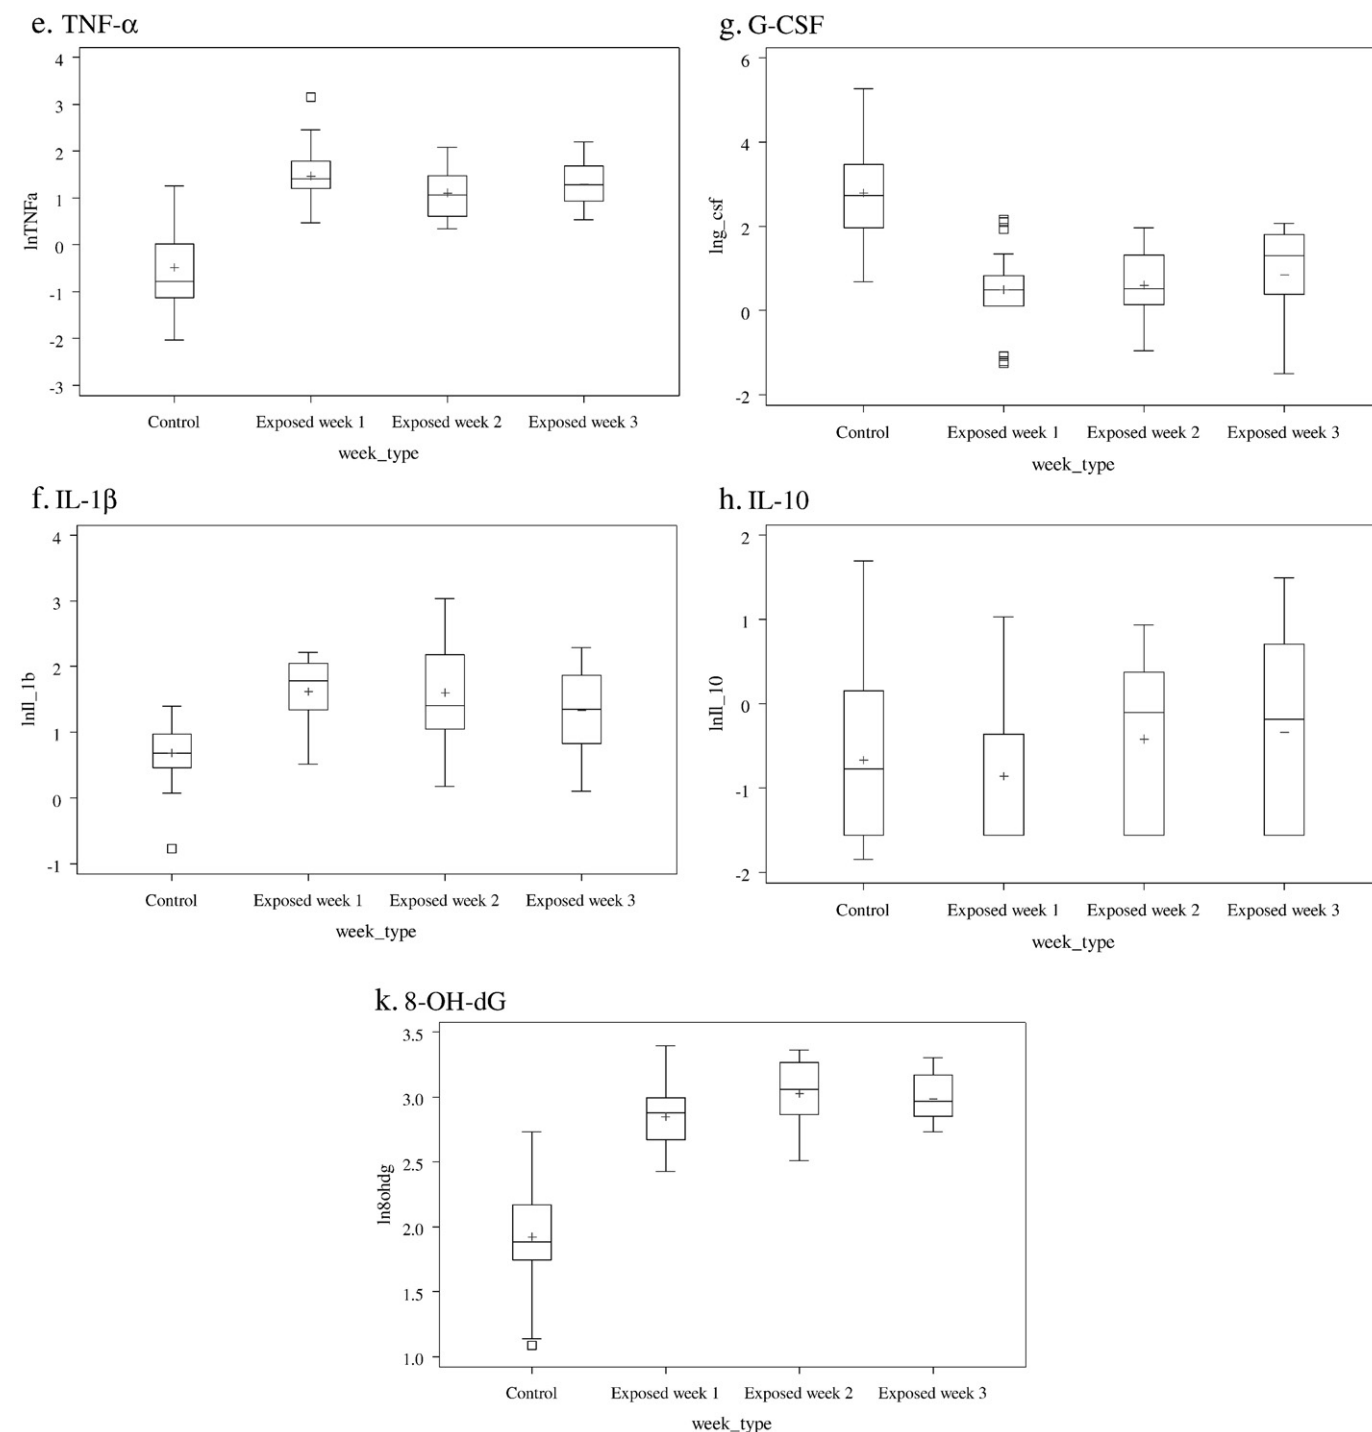 e. TNF-α
4
3
2
1
0
-1
-2
-3
lnTNFa
Control Exposed week 1 Exposed week 2 Exposed week 3
week_type
g. G-CSF
6
4
2
0
-2
lng_csf
Control Exposed week 1 Exposed week 2 Exposed week 3
week_type
f. IL-1β
4
3
2
1
0
-1
lnIl_1b
Control Exposed week 1 Exposed week 2 Exposed week 3
week_type
h. IL-10
2
1
0
-1
-2
lnIl_10
Control Exposed week 1 Exposed week 2 Exposed week 3
week_type
k. 8-OH-dG
3.5
3.0
2.5
2.0
1.5
1.0
ln8ohdg
Control Exposed week 1 Exposed week 2 Exposed week 3
week_type